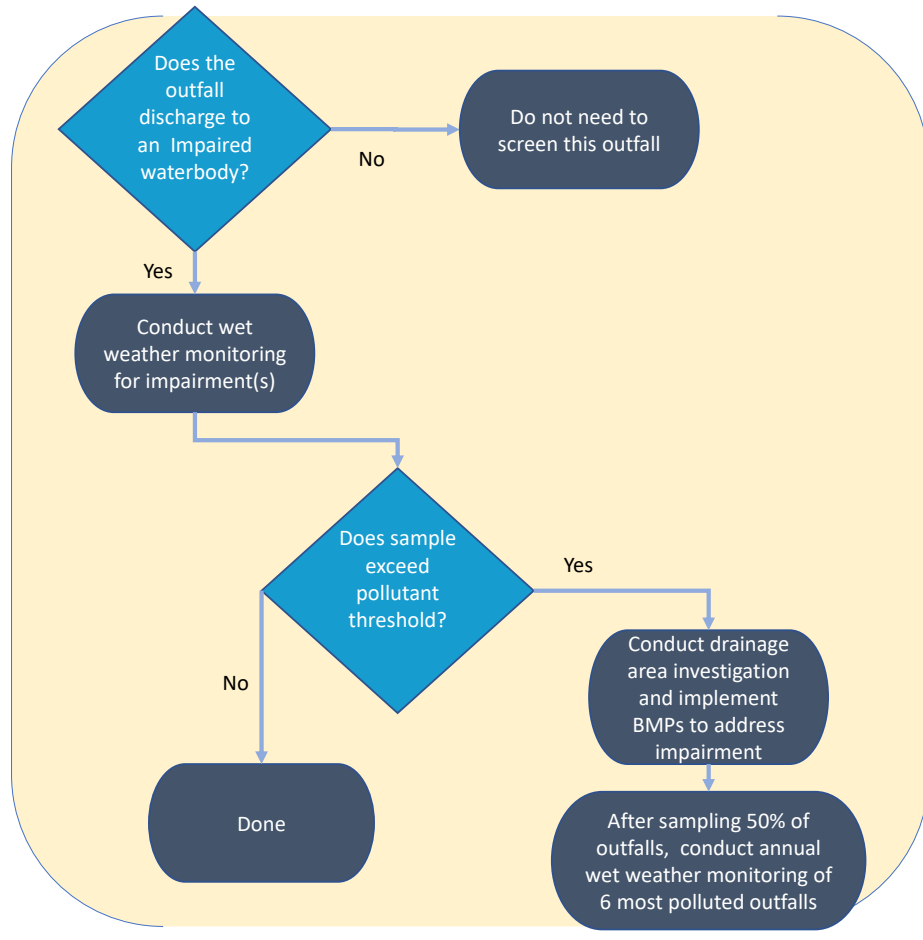 Does the
outfall
discharge to
an Impaired
waterbody?
No
Do not need to
screen this outfall
Yes
Conduct wet
weather monitoring
for impairment(s)
Does sample
exceed
pollutant
threshold?
Yes
Conduct drainage
area investigation
and implement
BMPs to address
impairment
No
Done
After sampling 50% of
outfalls, conduct annual
wet weather monitoring of
6 most polluted outfalls